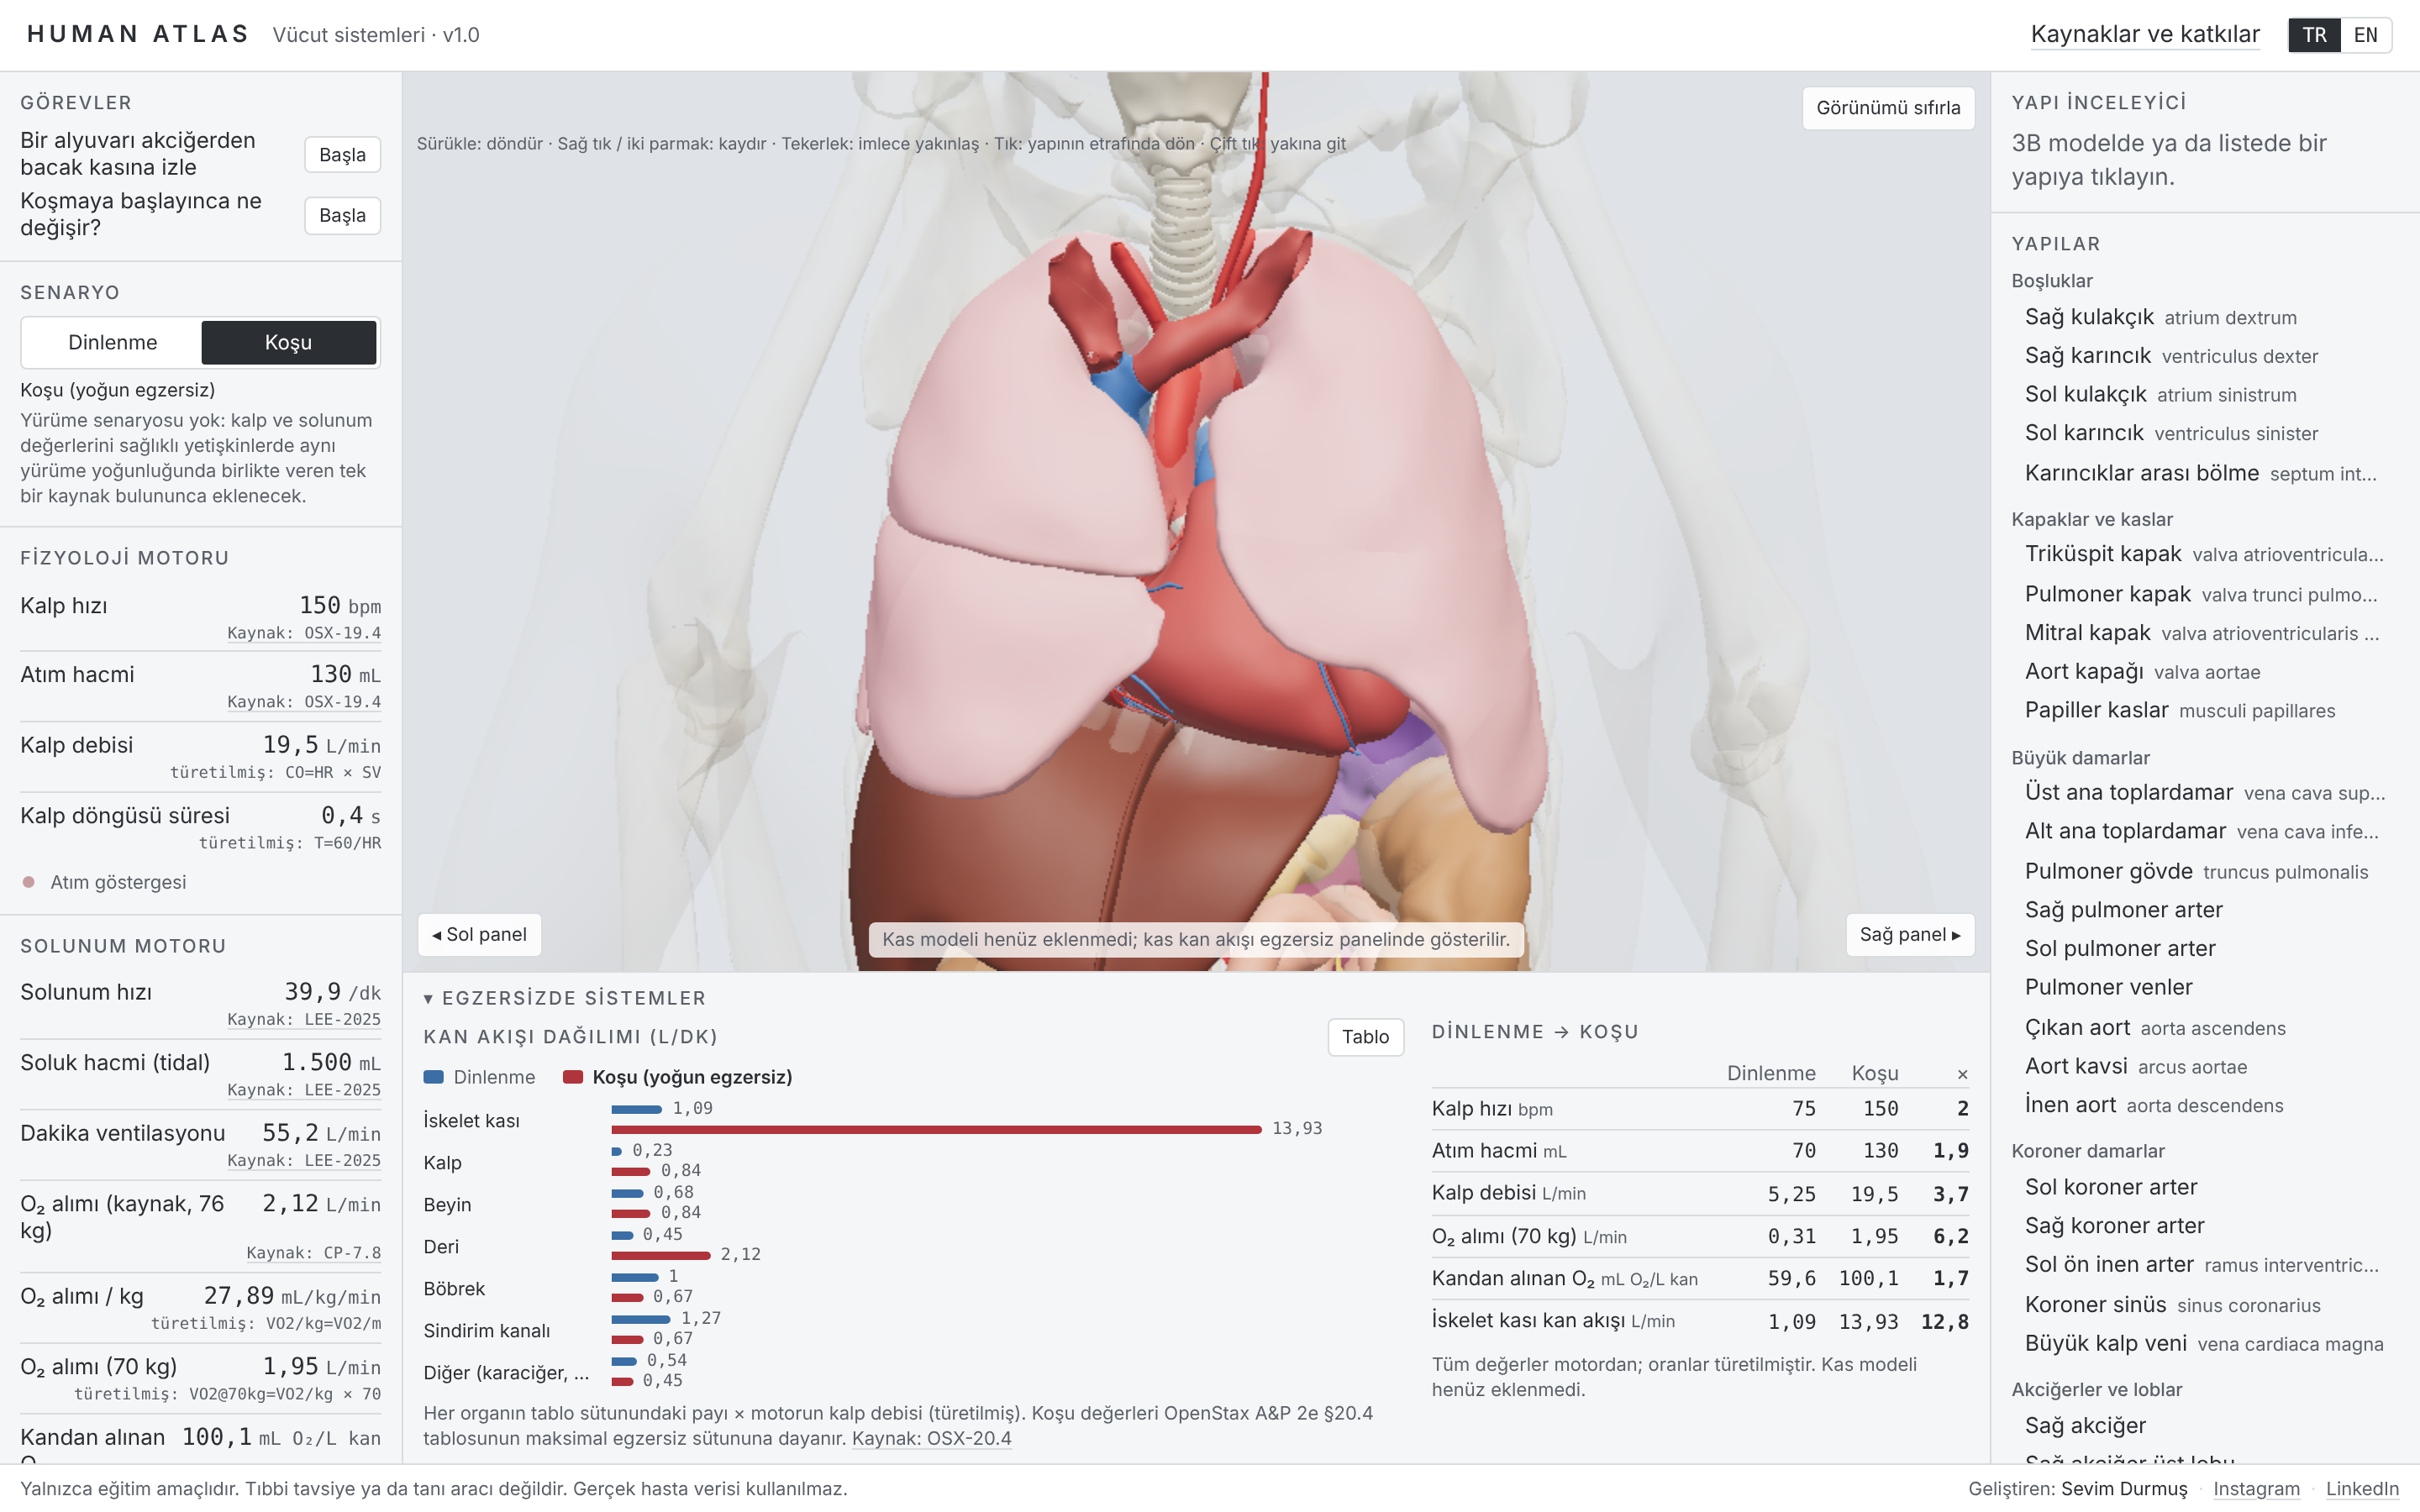 HUMAN ATLAS Vücut sistemleri · v1.0
Kaynaklar ve katkılar
TR EN
GÖREVLER
Bir alyuvarı akciğerden
bacak kasına izle
Başla
Koşmaya başlayınca ne
değişir?
Başla
SENARYO
Dinlenme Koşu
Koşu (yoğun egzersiz)
Yürüme senaryosu yok: kalp ve solunum
değerlerini sağlıklı yetişkinlerde aynı
yürüme yoğunluğunda birlikte veren tek
bir kaynak bulununca eklenecek.
FİZYOLOJİ MOTORU
Kalp hızı 150 bpm
Kaynak: OSX-19.4
Atım hacmi 130 mL
Kaynak: OSX-19.4
Kalp debisi 19,5 L/min
türetilmiş: CO=HR × SV
Kalp döngüsü süresi 0,4 s
türetilmiş: T=60/HR
Atım göstergesi
SOLUNUM MOTORU
Solunum hızı 39,9 /dk
Kaynak: LEE-2025
Soluk hacmi (tidal) 1.500 mL
Kaynak: LEE-2025
Dakika ventilasyonu 55,2 L/min
Kaynak: LEE-2025
O₂ alımı (kaynak, 76 2,12 L/min
kg)
Kaynak: CP-7.8
O₂ alımı / kg 27,89 mL/kg/min
türetilmiş: VO2/kg=VO2/m
O₂ alımı (70 kg) 1,95 L/min
türetilmiş: VO2@70kg=VO2/kg × 70
Kandan alınan 100,1 mL O₂/L kan
Sürükle: döndür · Sağ tık / iki parmak: kaydır · Tekerlek: imlece yakınlaş · Tık: yapının etrafında dön · Çift tık: yakına git
Görünümü sıfırla
◂ Sol panel
Kas modeli henüz eklenmedi; kas kan akışı egzersiz panelinde gösterilir.
Sağ panel ▸
▾ EGZERSİZDE SİSTEMLER
KAN AKIŞI DAĞILIMI (L/DK)
Tablo
Dinlenme Koşu (yoğun egzersiz)
İskelet kası 1,09
13,93
Kalp 0,23
0,84
Beyin 0,68
0,84
Deri 0,45
2,12
Böbrek 1
0,67
Sindirim kanalı 1,27
0,67
Diğer (karaciğer, ... 0,54
0,45
Her organın tablo sütunundaki payı × motorun kalp debisi (türetilmiş). Koşu değerleri OpenStax A&P 2e §20.4
tablosunun maksimal egzersiz sütununa dayanır. Kaynak: OSX-20.4
DİNLENME → KOŞU
Dinlenme Koşu ×
Kalp hızı bpm 75 150 2
Atım hacmi mL 70 130 1,9
Kalp debisi L/min 5,25 19,5 3,7
O₂ alımı (70 kg) L/min 0,31 1,95 6,2
Kandan alınan O₂ mL O₂/L kan 59,6 100,1 1,7
İskelet kası kan akışı L/min 1,09 13,93 12,8
Tüm değerler motordan; oranlar türetilmiştir. Kas modeli
henüz eklenmedi.
YAPI İNCELEYİCİ
3B modelde ya da listede bir
yapıya tıklayın.
YAPILAR
Boşluklar
Sağ kulakçık atrium dextrum
Sağ karıncık ventriculus dexter
Sol kulakçık atrium sinistrum
Sol karıncık ventriculus sinister
Karıncıklar arası bölme septum int...
Kapaklar ve kaslar
Triküspit kapak valva atrioventricula...
Pulmoner kapak valva trunci pulmo...
Mitral kapak valva atrioventricularis ...
Aort kapağı valva aortae
Papiller kaslar musculi papillares
Büyük damarlar
Üst ana toplardamar vena cava sup...
Alt ana toplardamar vena cava infe...
Pulmoner gövde truncus pulmonalis
Sağ pulmoner arter
Sol pulmoner arter
Pulmoner venler
Çıkan aort aorta ascendens
Aort kavsi arcus aortae
İnen aort aorta descendens
Koroner damarlar
Sol koroner arter
Sağ koroner arter
Sol ön inen arter ramus interventric...
Koroner sinüs sinus coronarius
Büyük kalp veni vena cardiaca magna
Akciğerler ve loblar
Sağ akciğer
Sağ akciğer üst lobu
Yalnızca eğitim amaçlıdır. Tıbbi tavsiye ya da tanı aracı değildir. Gerçek hasta verisi kullanılmaz.
Geliştiren: Sevim Durmuş · Instagram · LinkedIn